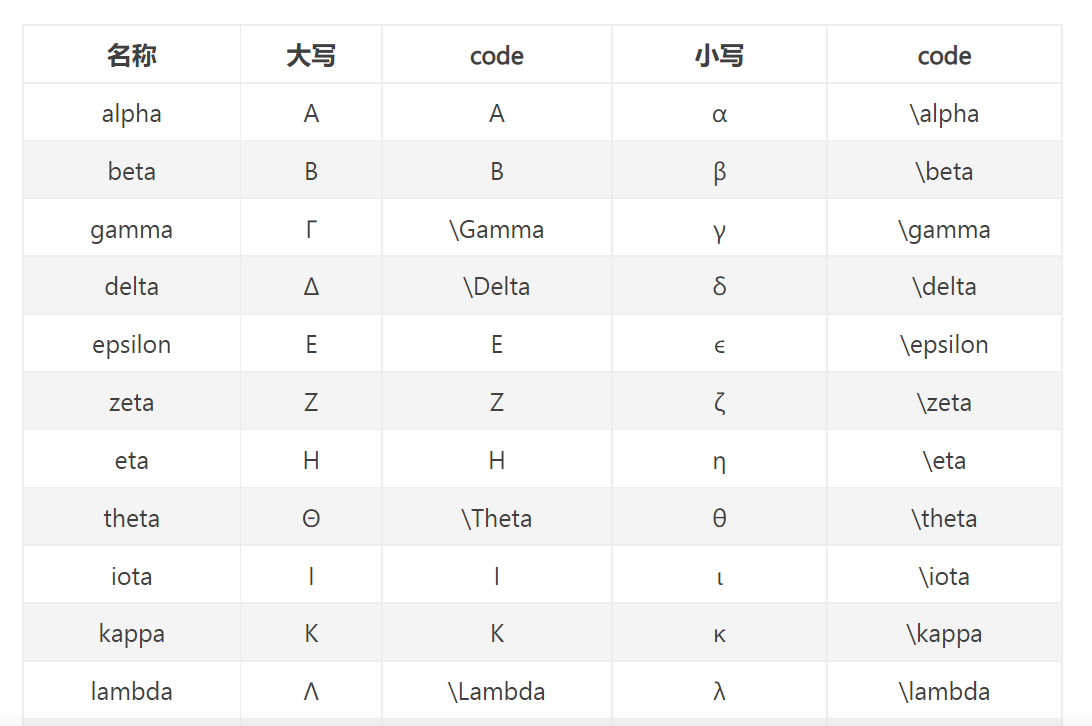 名称 大写 code 小写 code
alpha Α A α \alpha
beta Β B β \beta
gamma Γ \Gamma γ \gamma
delta Δ \Delta δ \delta
epsilon Ε E ϵ \epsilon
zeta Ζ Z ζ \zeta
eta Η H η \eta
theta Θ \Theta θ \theta
iota Ι I ι \iota
kappa Κ K κ \kappa
lambda Λ \Lambda λ \lambda